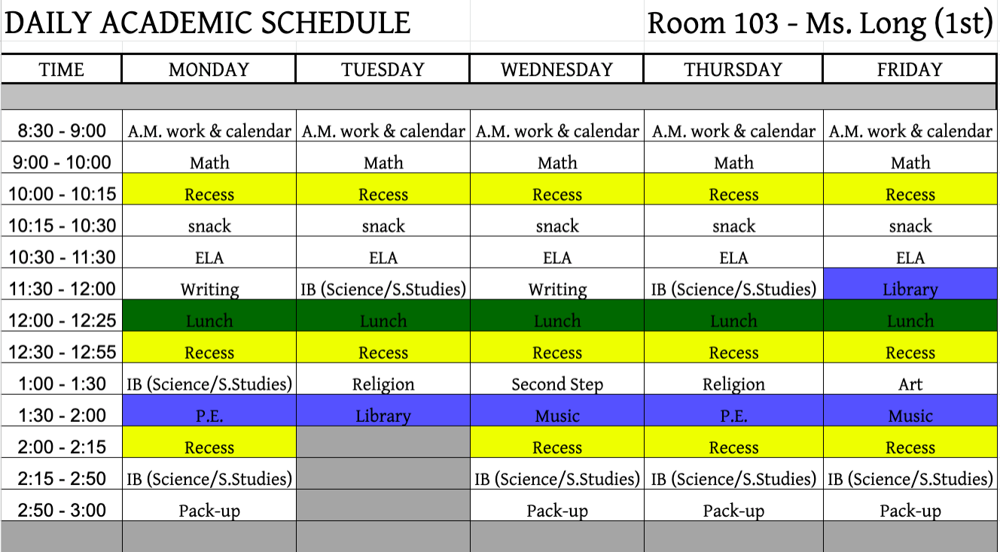 DAILY ACADEMIC SCHEDULE Room 103 - Ms. Long (1st)
TIME MONDAY TUESDAY WEDNESDAY THURSDAY FRIDAY
8:30 - 9:00 A.M. work & calendar A.M. work & calendar A.M. work & calendar A.M. work & calendar A.M. work & calendar
9:00 - 10:00 Math Math Math Math Math
10:00 - 10:15 Recess Recess Recess Recess Recess
10:15 - 10:30 snack snack snack snack snack
10:30 - 11:30 ELA ELA ELA ELA ELA
11:30 - 12:00 Writing IB (Science/S.Studies) Writing IB (Science/S.Studies) Library
12:00 - 12:25 Lunch Lunch Lunch Lunch Lunch
12:30 - 12:55 Recess Recess Recess Recess Recess
1:00 - 1:30 IB (Science/S.Studies) Religion Second Step Religion Art
1:30 - 2:00 P.E. Library Music P.E. Music
2:00 - 2:15 Recess Recess Recess Recess
2:15 - 2:50 IB (Science/S.Studies) IB (Science/S.Studies) IB (Science/S.Studies) IB (Science/S.Studies)
2:50 - 3:00 Pack-up Pack-up Pack-up Pack-up